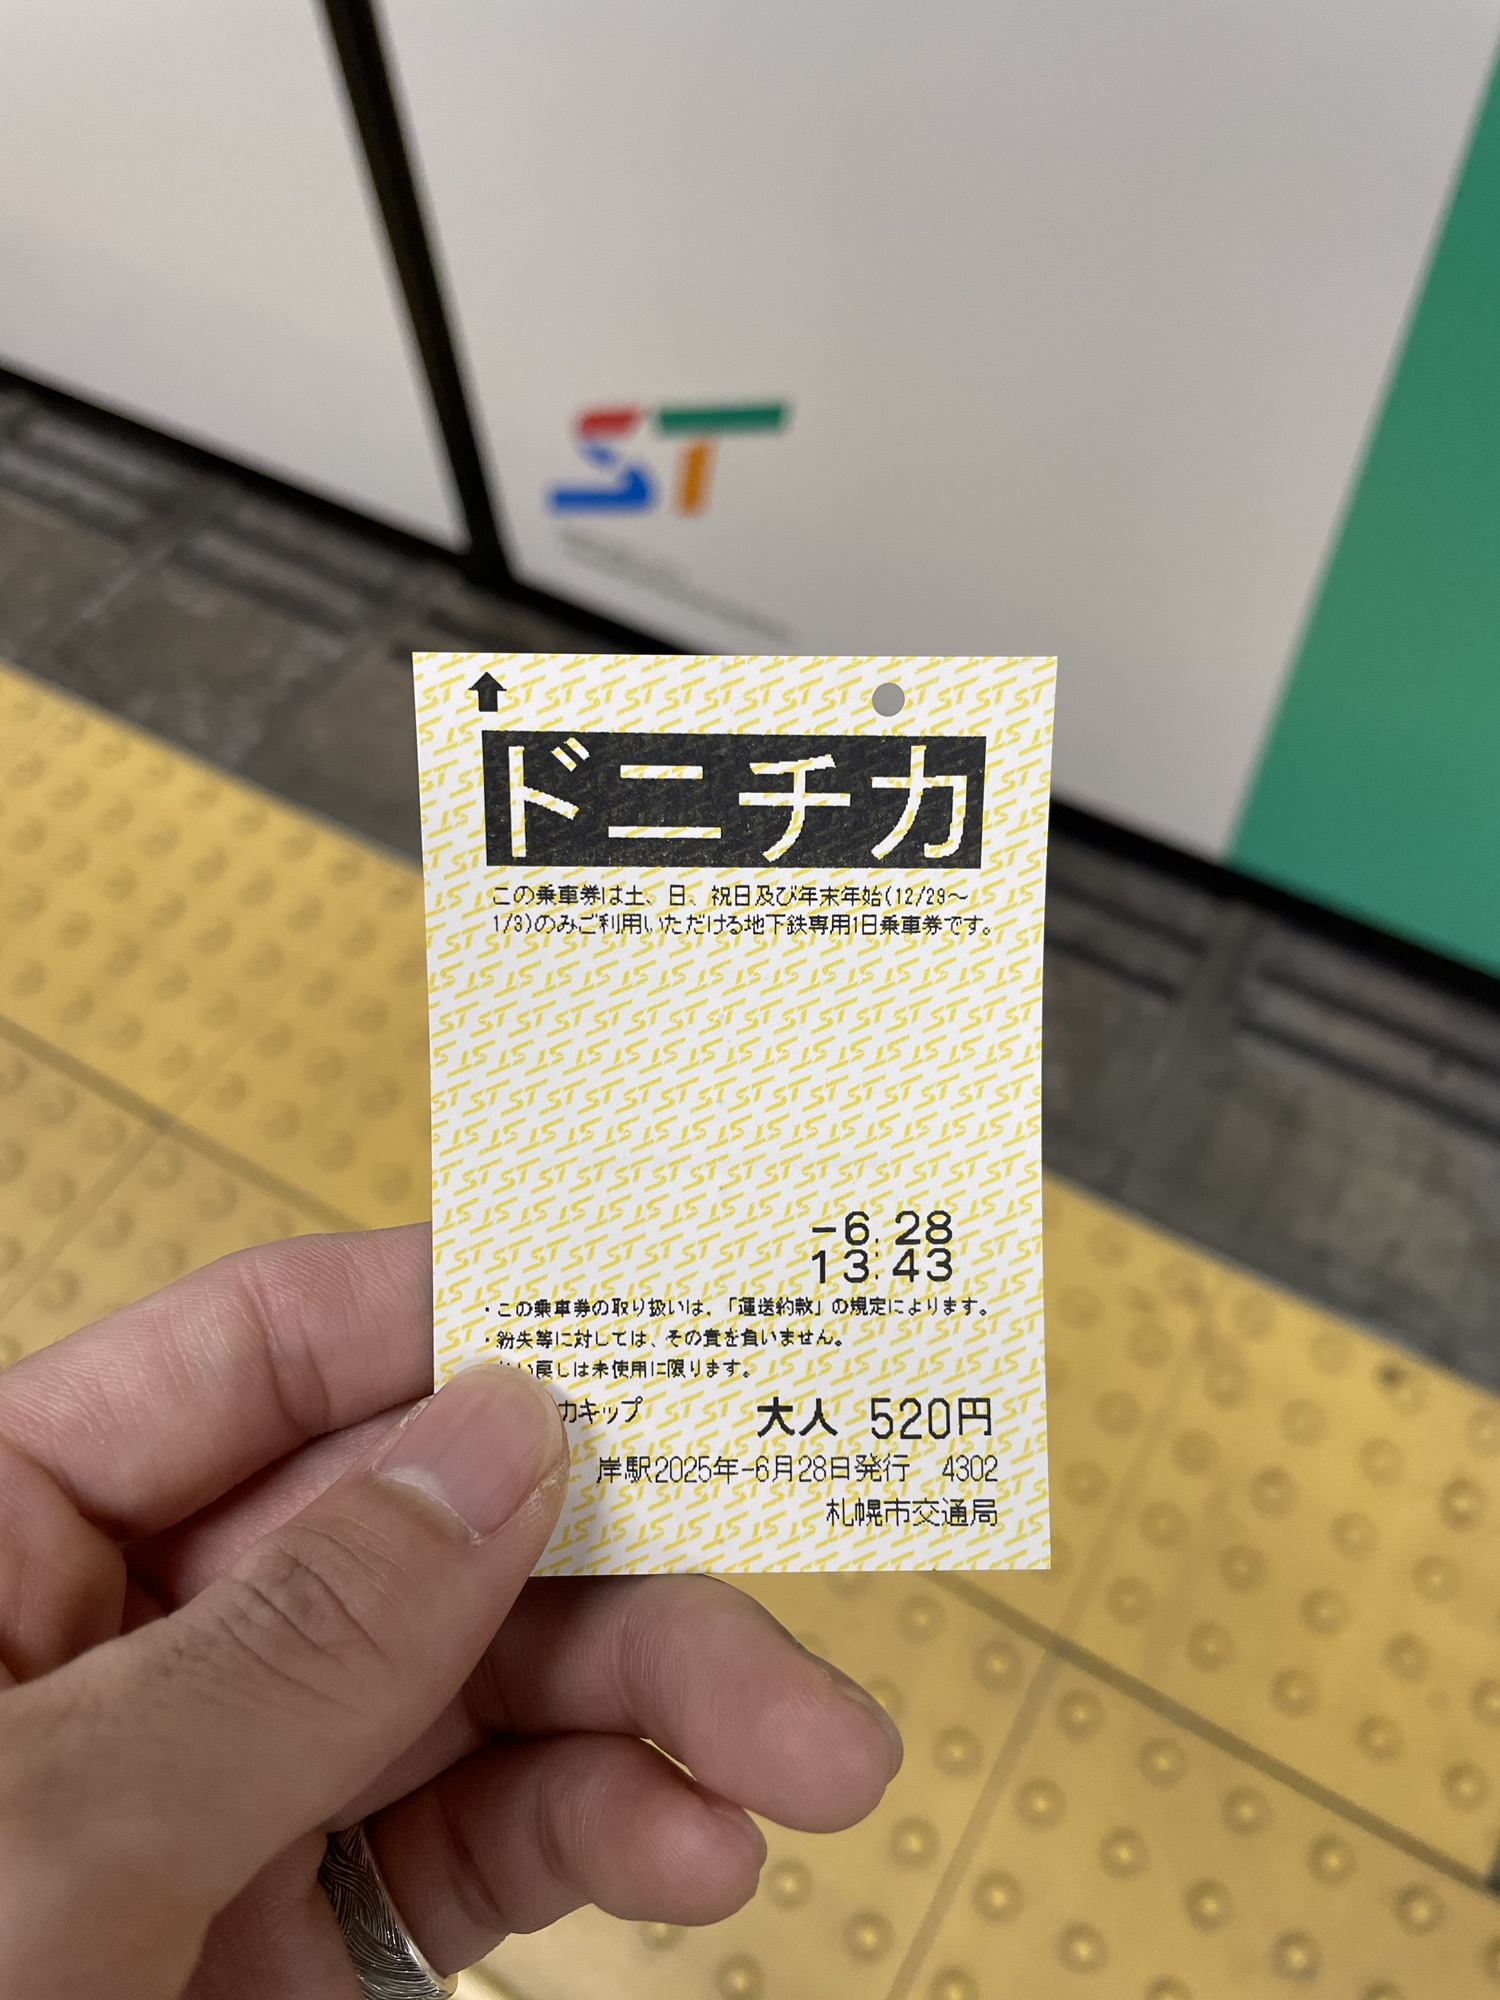 ST
ドニチカ
この乗車券は土、日、祝日及び年末年始(12/29～
1/3)のみご利用いただける地下鉄専用1日乗車券です。
-6.28
13:43
・この乗車券の取り扱いは、「運送約款」の規定によります。
・紛失等に対しては、その責を負いません。
い戻しは未使用に限ります。
カキップ 大人 520円
岸駅2025年-6月28日発行 4302
札幌市交通局